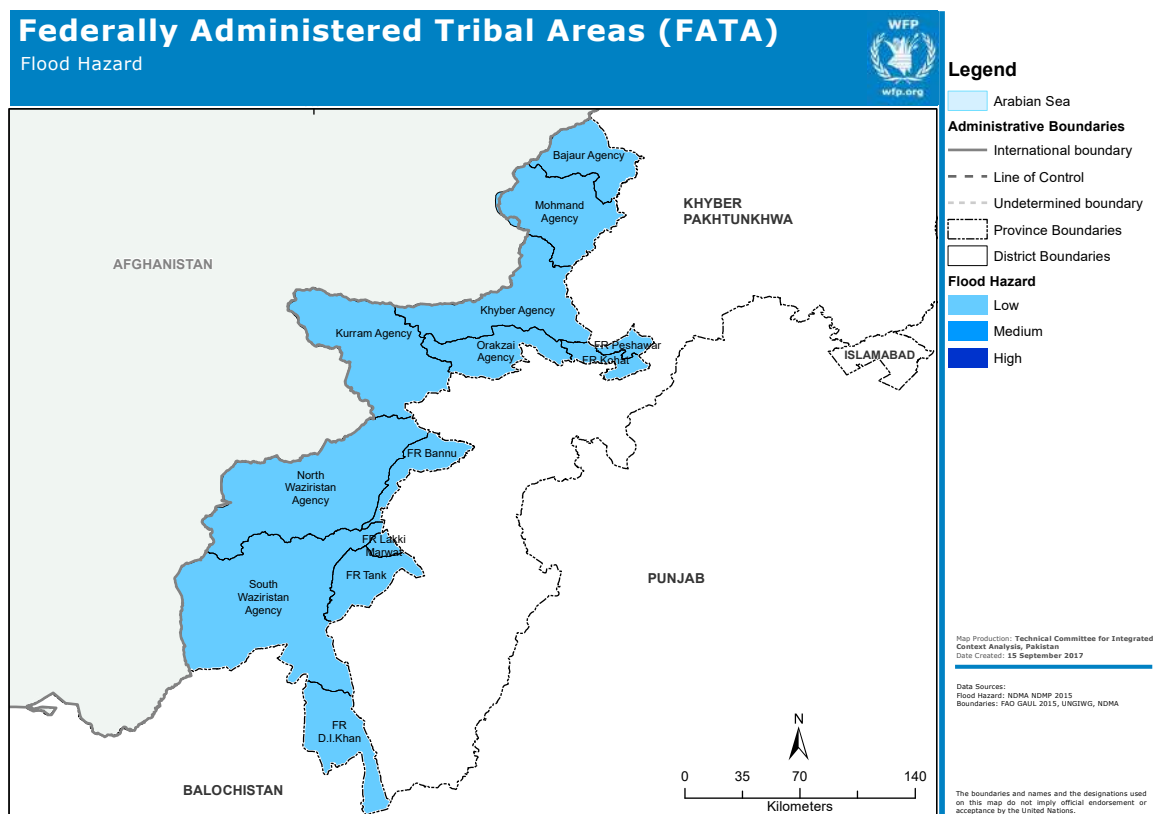 Federally Administered Tribal Areas (FATA)
Flood Hazard
WFP
wfp.org
Legend
Arabian Sea
Administrative Boundaries
International boundary
Line of Control
Undetermined boundary
Province Boundaries
District Boundaries
Flood Hazard
Low
Medium
High
Bajaur Agency
Mohmand
Agency
KHYBER
PAKHTUNKHWA
AFGHANISTAN
Khyber Agency
Kurram Agency
Orakzai
Agency
FR Peshawar
FR Kohat
ISLAMABAD
FR Bannu
North
Waziristan
Agency
FR Lakki
Marwat
FR Tank
South
Waziristan
Agency
PUNJAB
FR
D.I.Khan
BALOCHISTAN
N
0 35 70 140
Kilometers
Map Production: Technical Committee for Integrated
Context Analysis, Pakistan
Date Created: 15 September 2017
Data Sources:
Flood Hazard: NDMA NDMP 2015
Boundaries: FAO GAUL 2015, UNGIWG, NDMA
The boundaries and names and the designations used
on this map do not imply official endorsement or
acceptance by the United Nations.